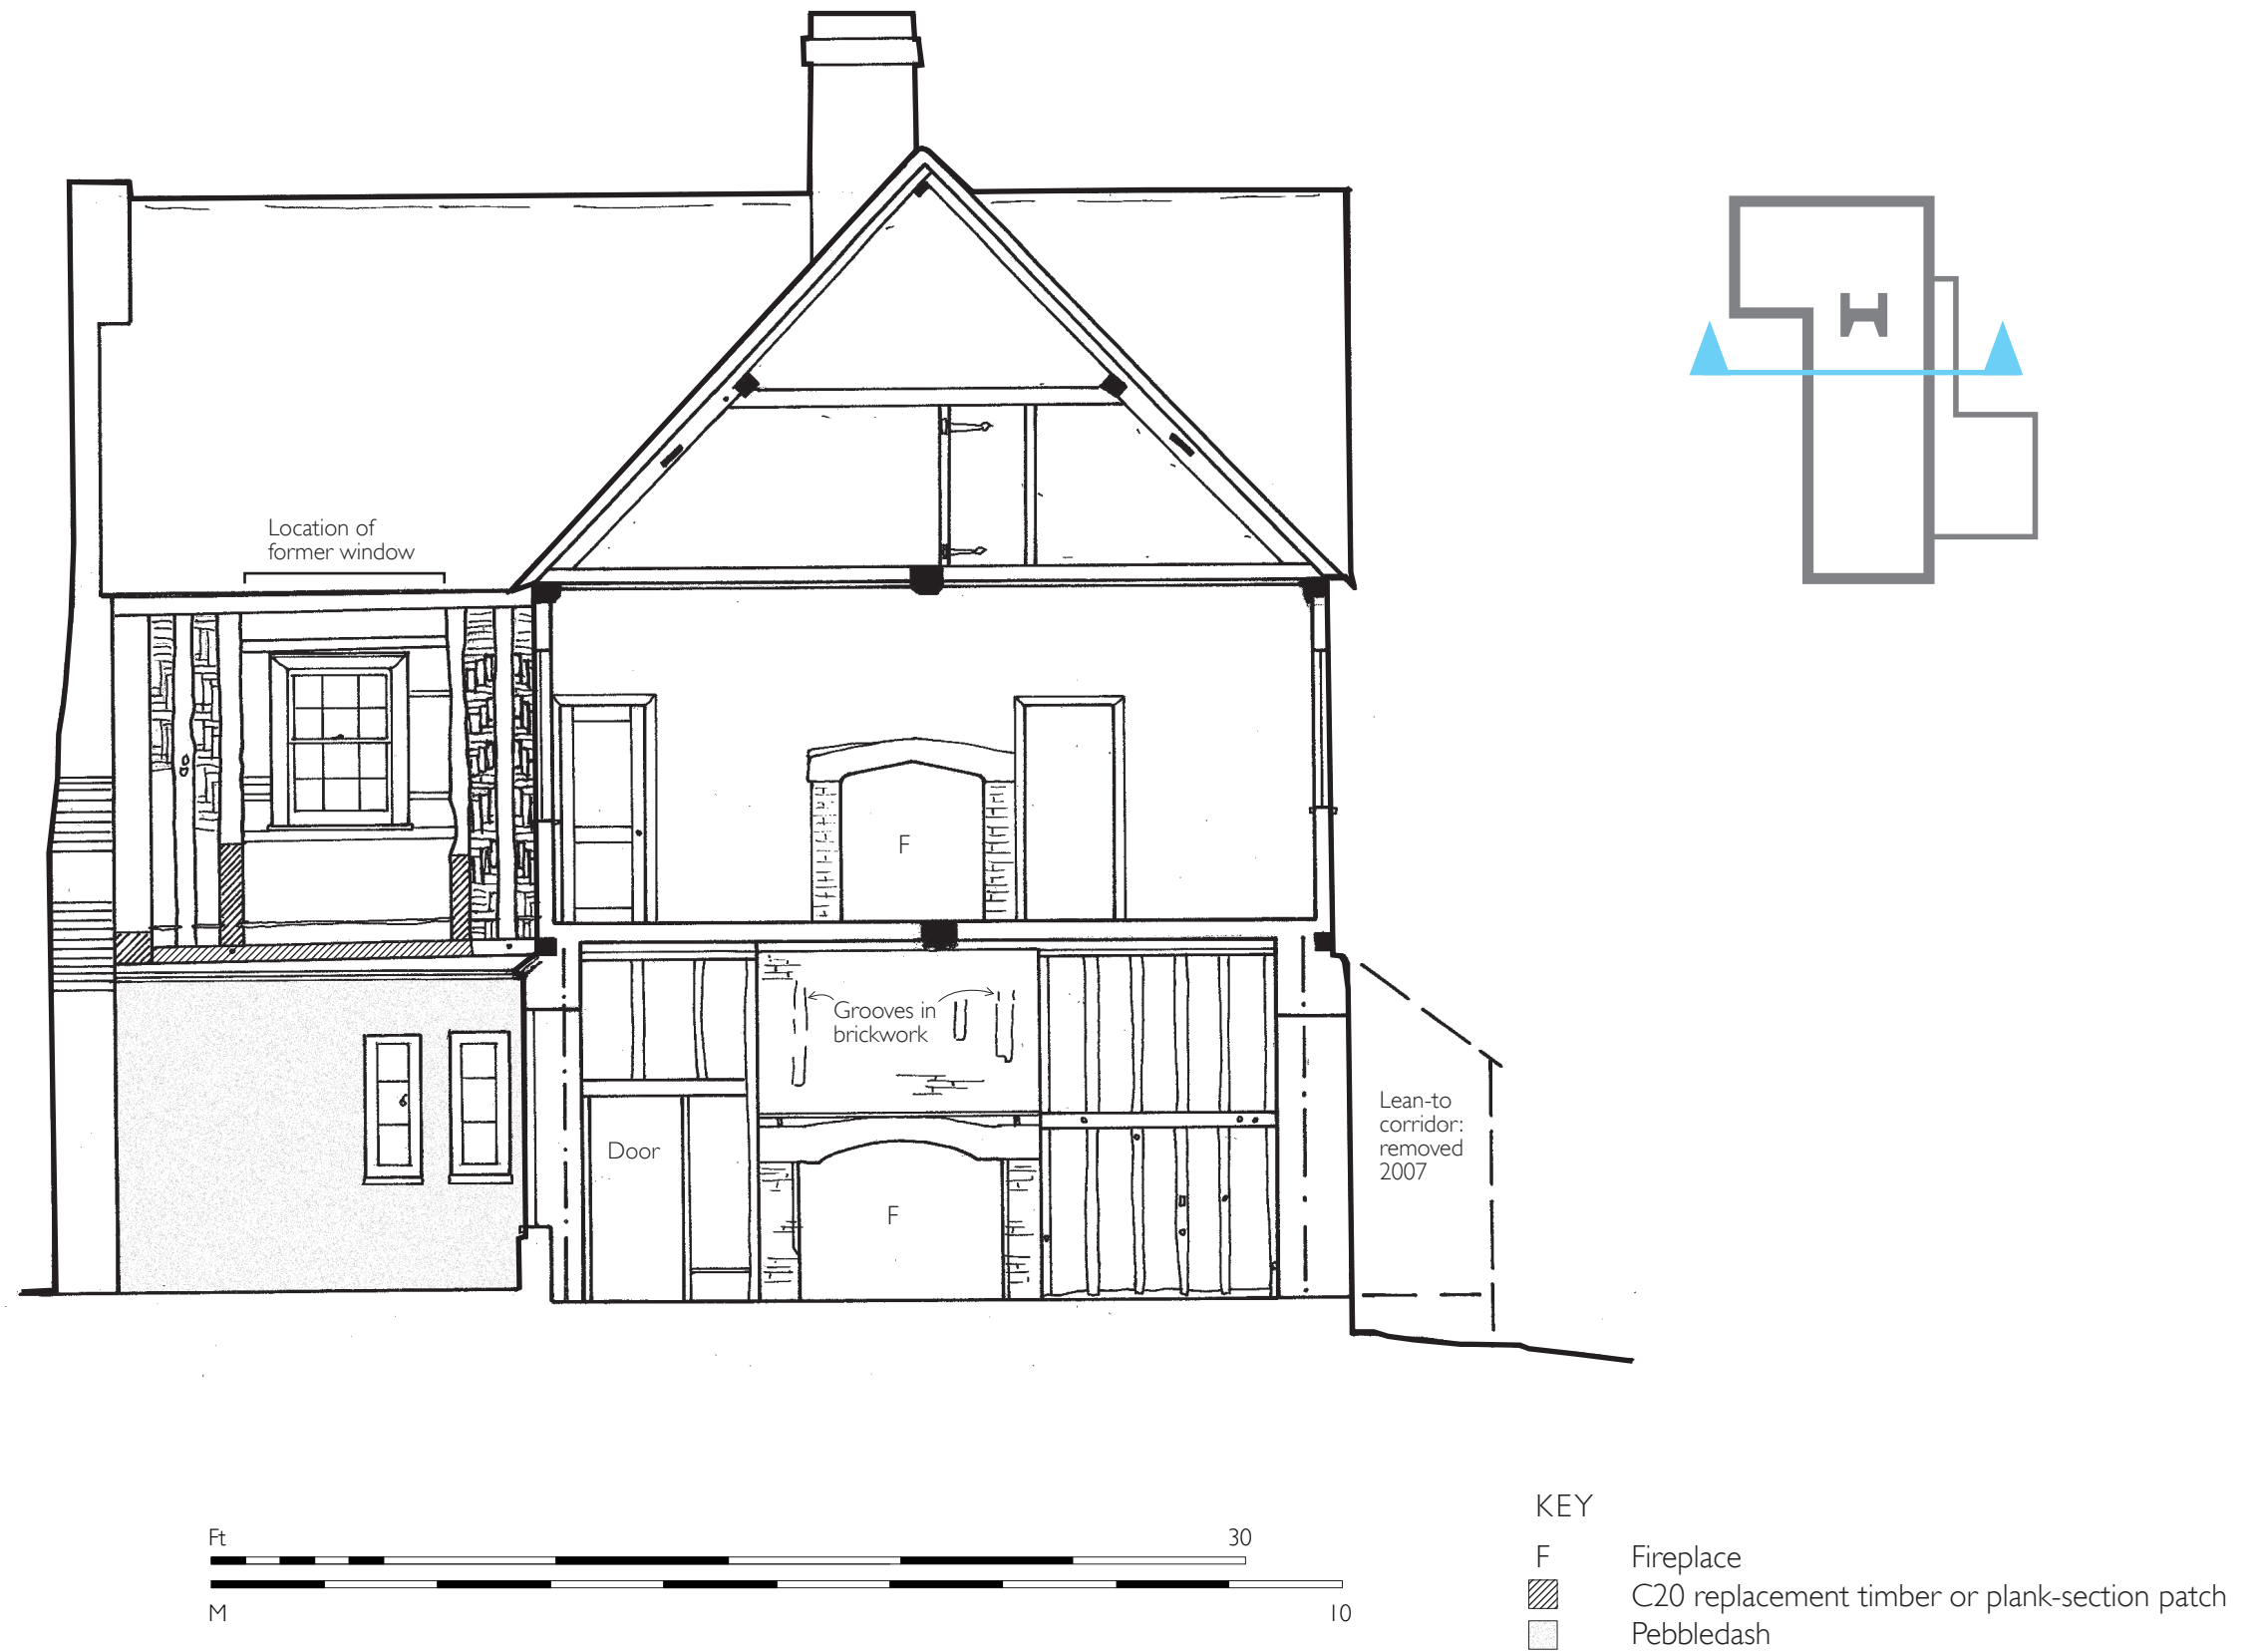 Location of
former window
F
Grooves in
brickwork
Door
F
Lean-to
corridor:
removed
2007
Ft
30
M
10
KEY
F Fireplace
C20 replacement timber or plank-section patch
Pebbledash